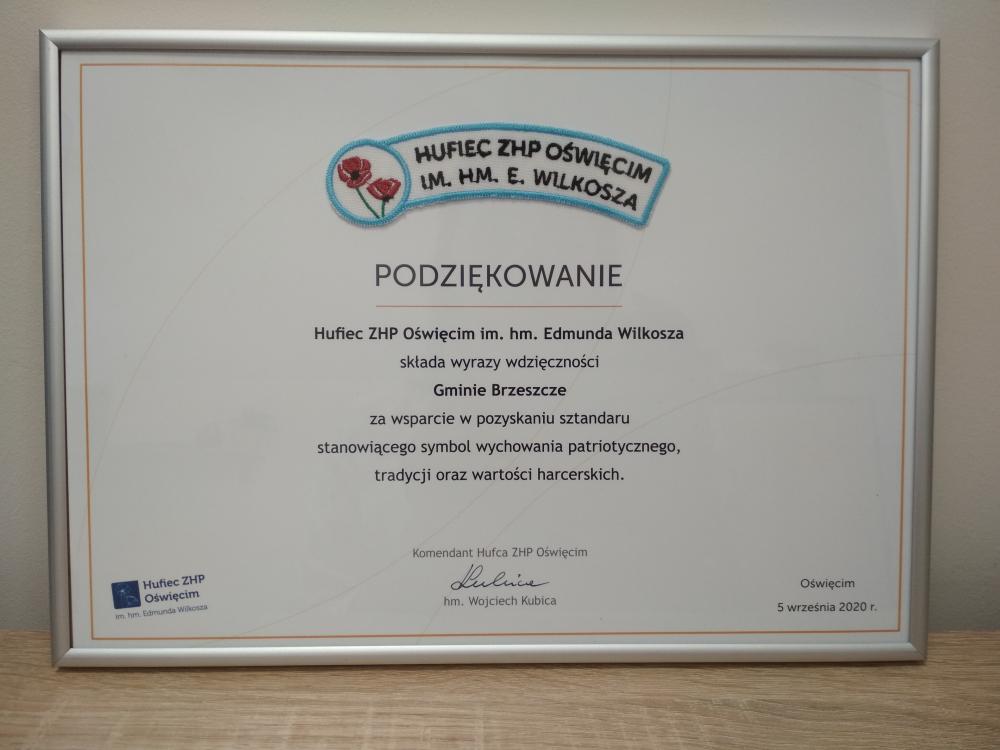 HUFIEC ZHP OŚWIĘCIM
IM. HM. E. WILKOSZA
PODZIĘKOWANIE
Hufiec ZHP Oświęcim im. hm. Edmunda Wilkosza
składa wyrazy wdzięczności
Gminie Brzeszcze
za wsparcie w pozyskaniu sztandaru
stanowiącego symbol wychowania patriotycznego,
tradycji oraz wartości harcerskich.
Komendant Hufca ZHP Oświęcim
Kubica
hm. Wojciech Kubica
Hufiec ZHP
Oświęcim
im. hm. Edmunda Wilkosza
Oświęcim
5 września 2020 r.